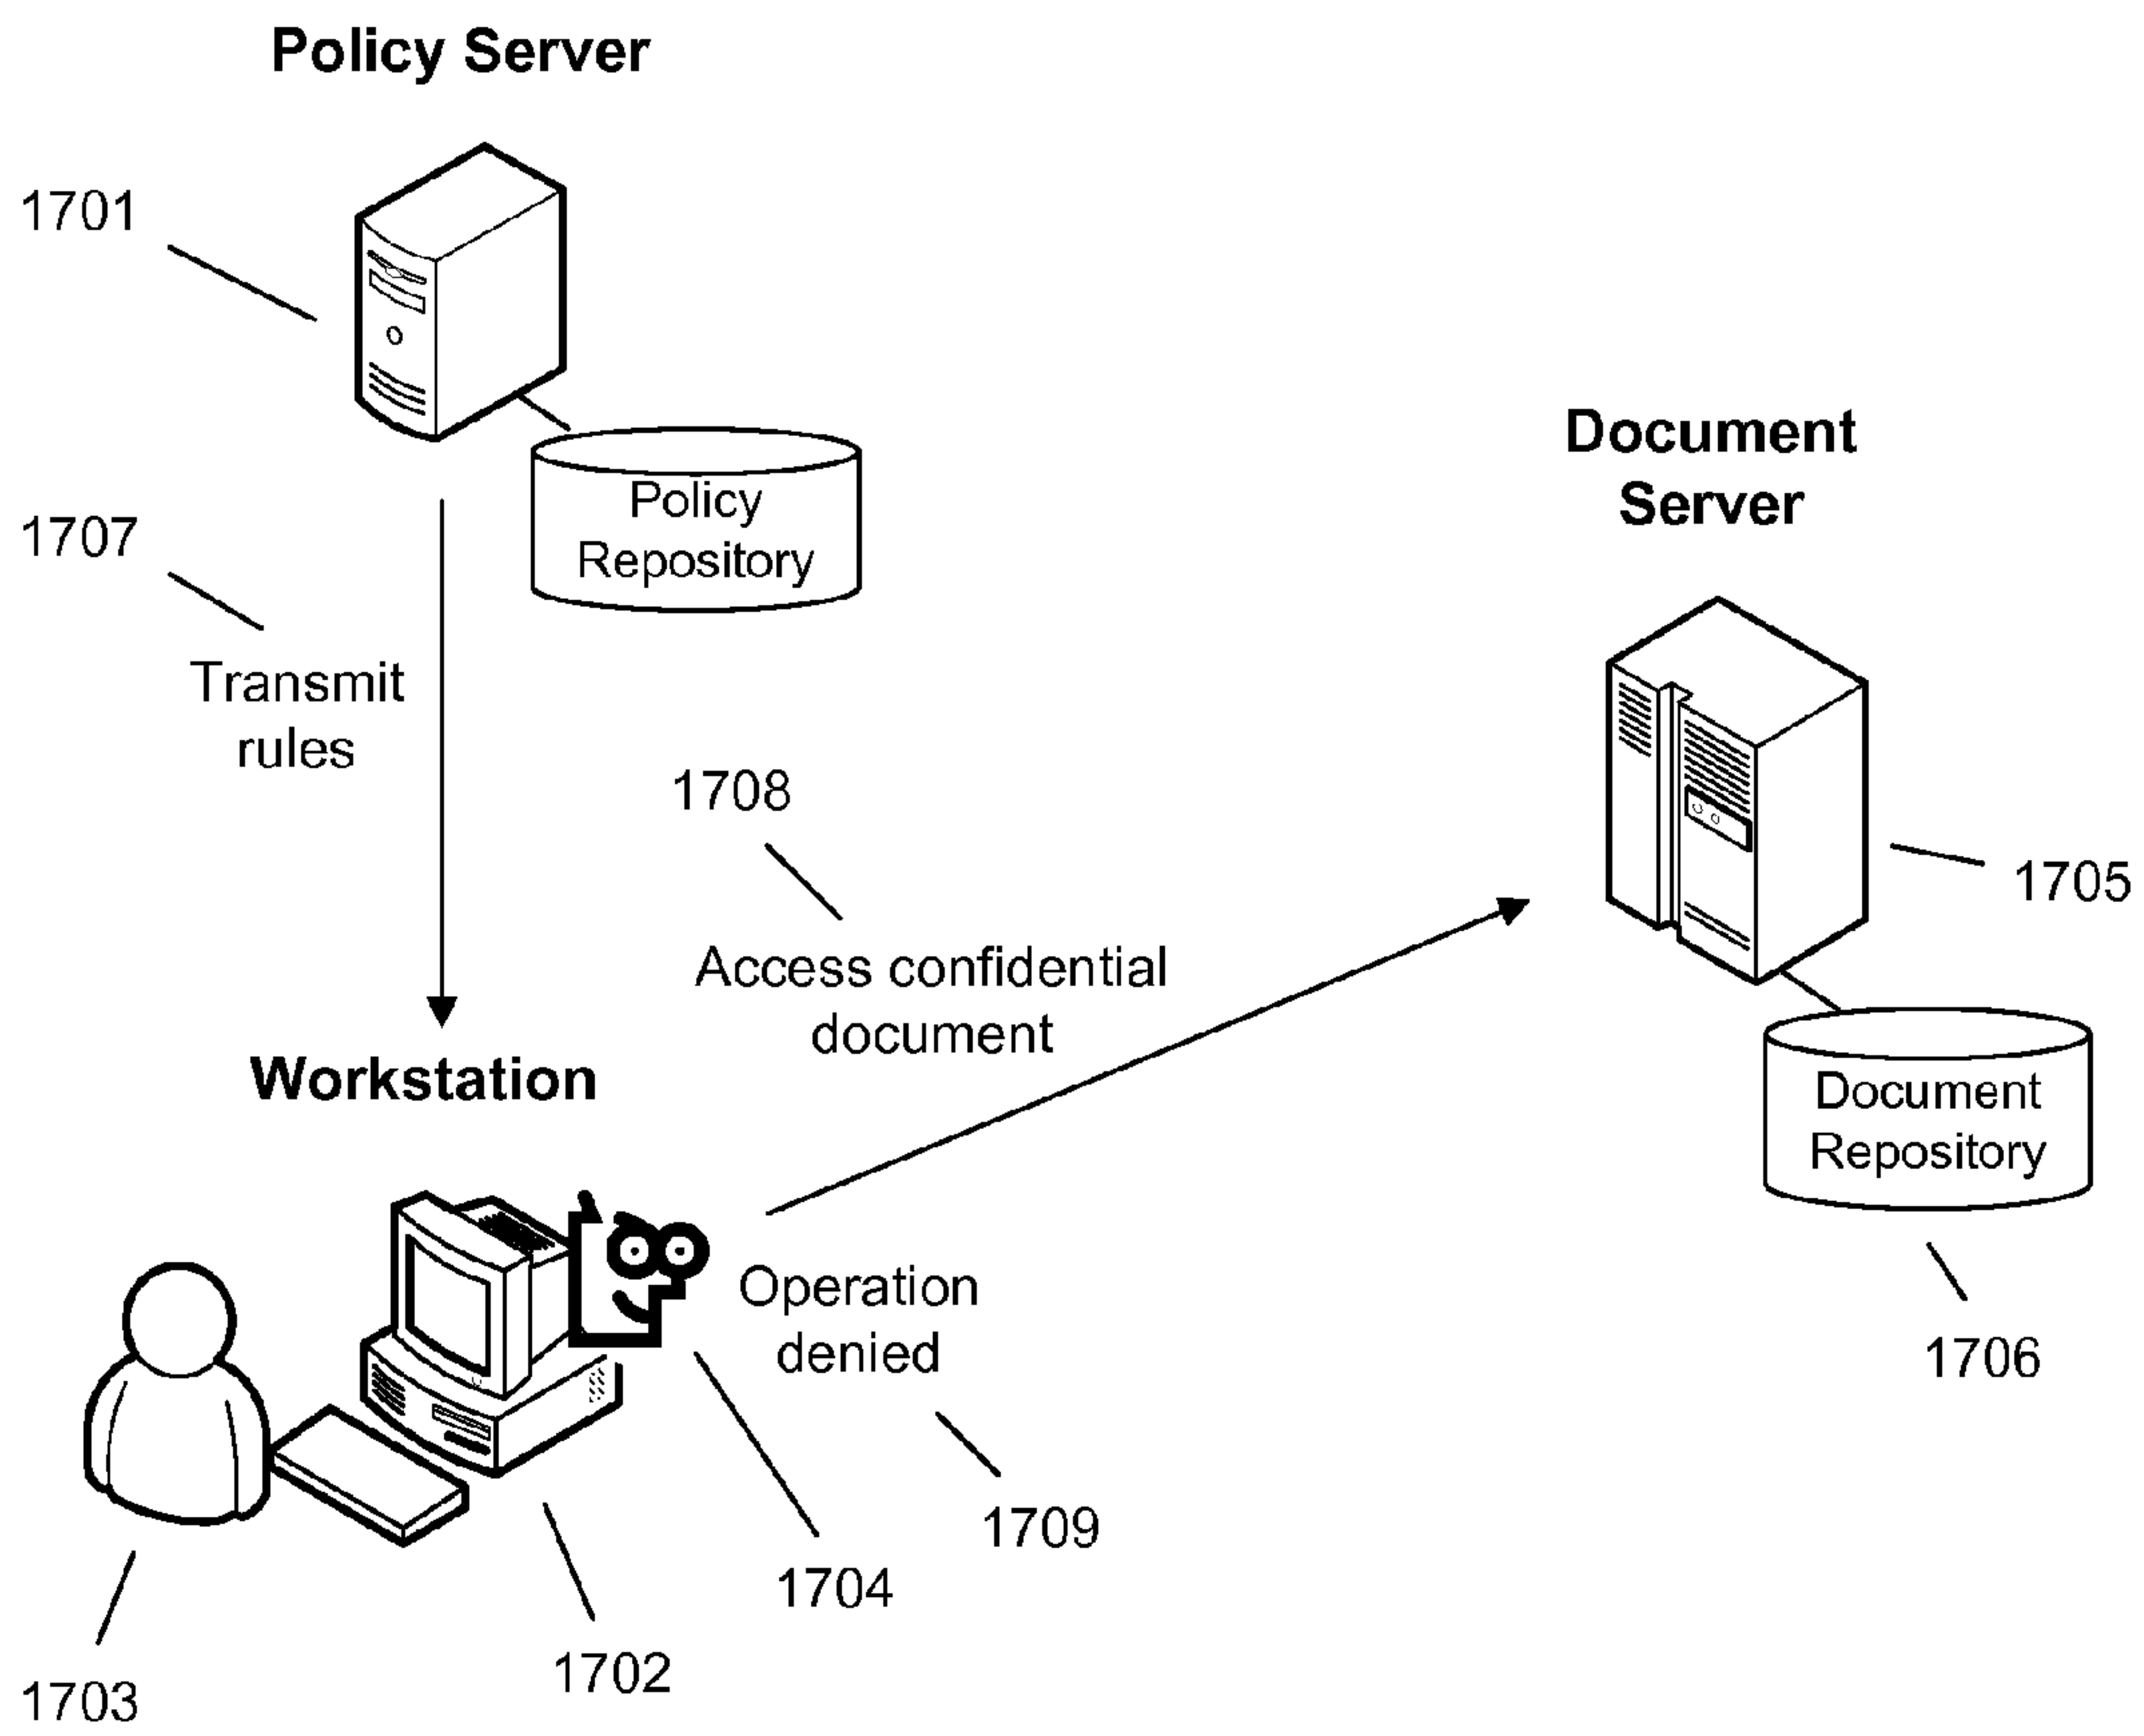 Policy Server
1701
Policy
Repository
1707
Transmit
rules
Document
Server
1708
1705
Access confidential
document
Workstation
Document
Repository
Operation
denied
1706
1709
1704
1702
1703